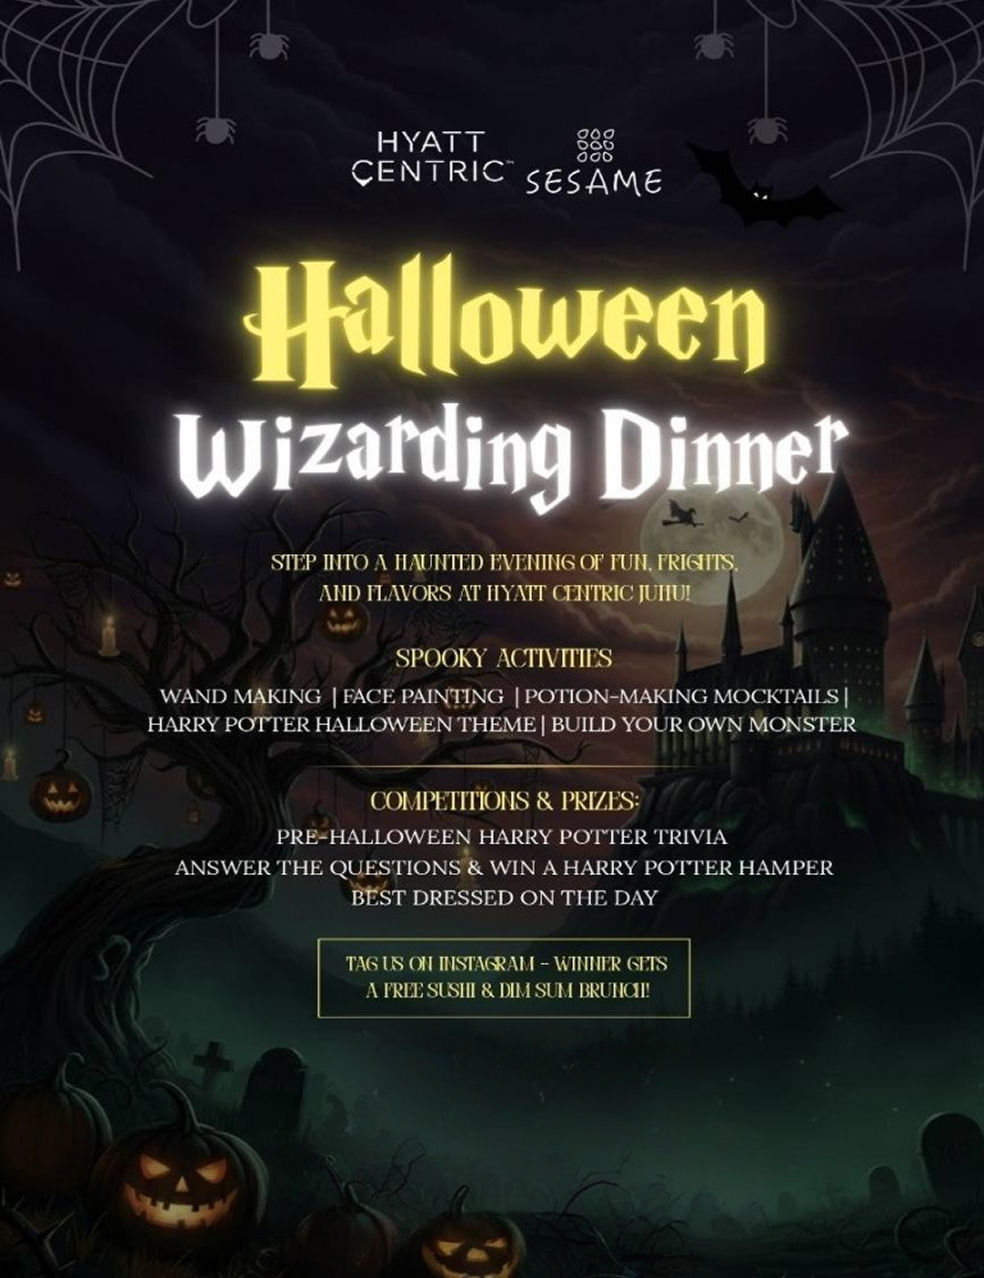 HYATT
CENTRIC™
SESAME
Halloween
Wizarding Dinner
STEP INTO A HAUNTED EVENING OF FUN, FRIGHTS,
AND FLAVORS AT HYATT CENTRIC JUHU!
SPOOKY ACTIVITIES
WAND MAKING | FACE PAINTING | POTION-MAKING MOCKTAILS |
HARRY POTTER HALLOWEEN THEME | BUILD YOUR OWN MONSTER
COMPETITIONS & PRIZES:
PRE-HALLOWEEN HARRY POTTER TRIVIA
ANSWER THE QUESTIONS & WIN A HARRY POTTER HAMPER
BEST DRESSED ON THE DAY
TAG US ON INSTAGRAM - WINNER GETS
A FREE SUSHI & DIM SUM BRUNCH!